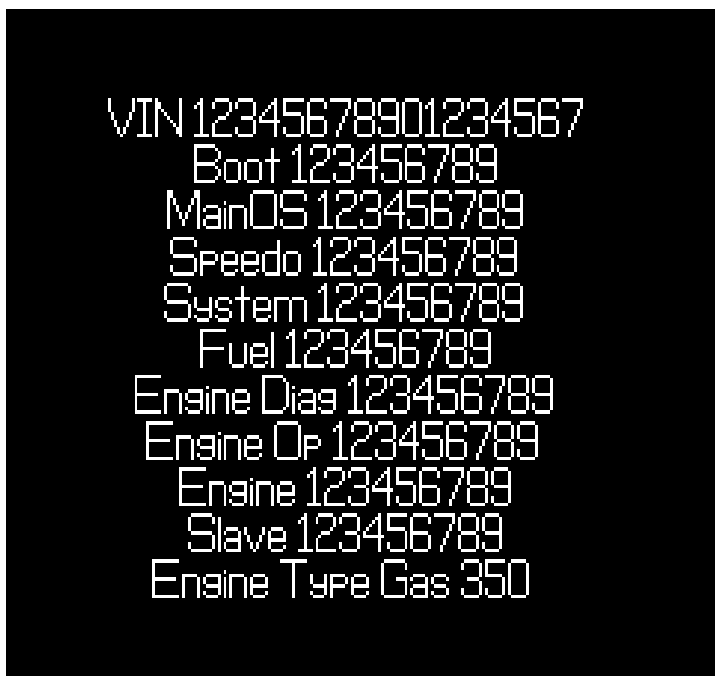 VIN 12345678901234567
Boot 123456789
MainOS 123456789
Speedo 123456789
System 123456789
Fuel 123456789
Engine Diag 123456789
Engine Op 123456789
Engine 123456789
Slave 123456789
Engine Type Gas 350